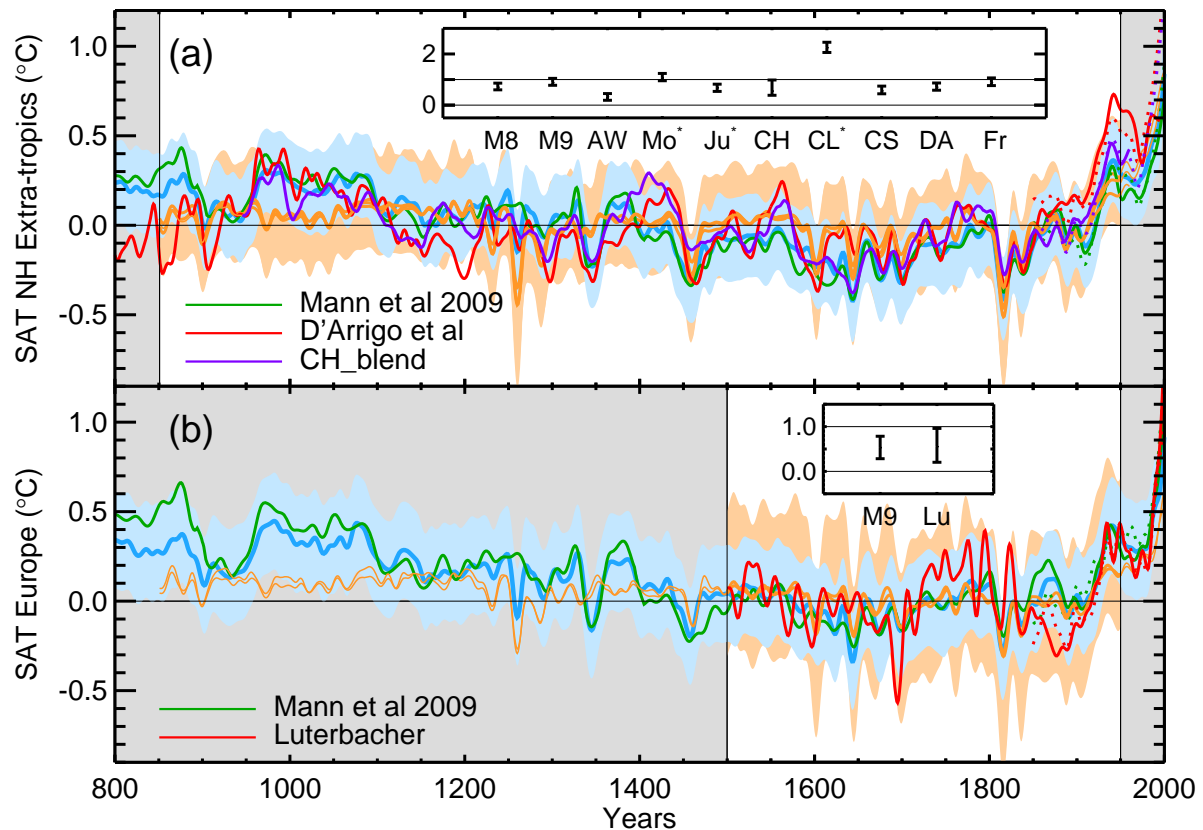 (a)
SAT NH Extra-tropics (°C)
1.0
0.5
0.0
-0.5
2
1
0
M8 M9 AW Mo* Ju* CH CL* CS DA Fr
Mann et al 2009
D'Arrigo et al
CH_blend
(b)
SAT Europe (°C)
1.0
0.5
0.0
-0.5
1.0
0.0
M9 Lu
Mann et al 2009
Luterbacher
800 1000 1200 1400 1600 1800 2000
Years